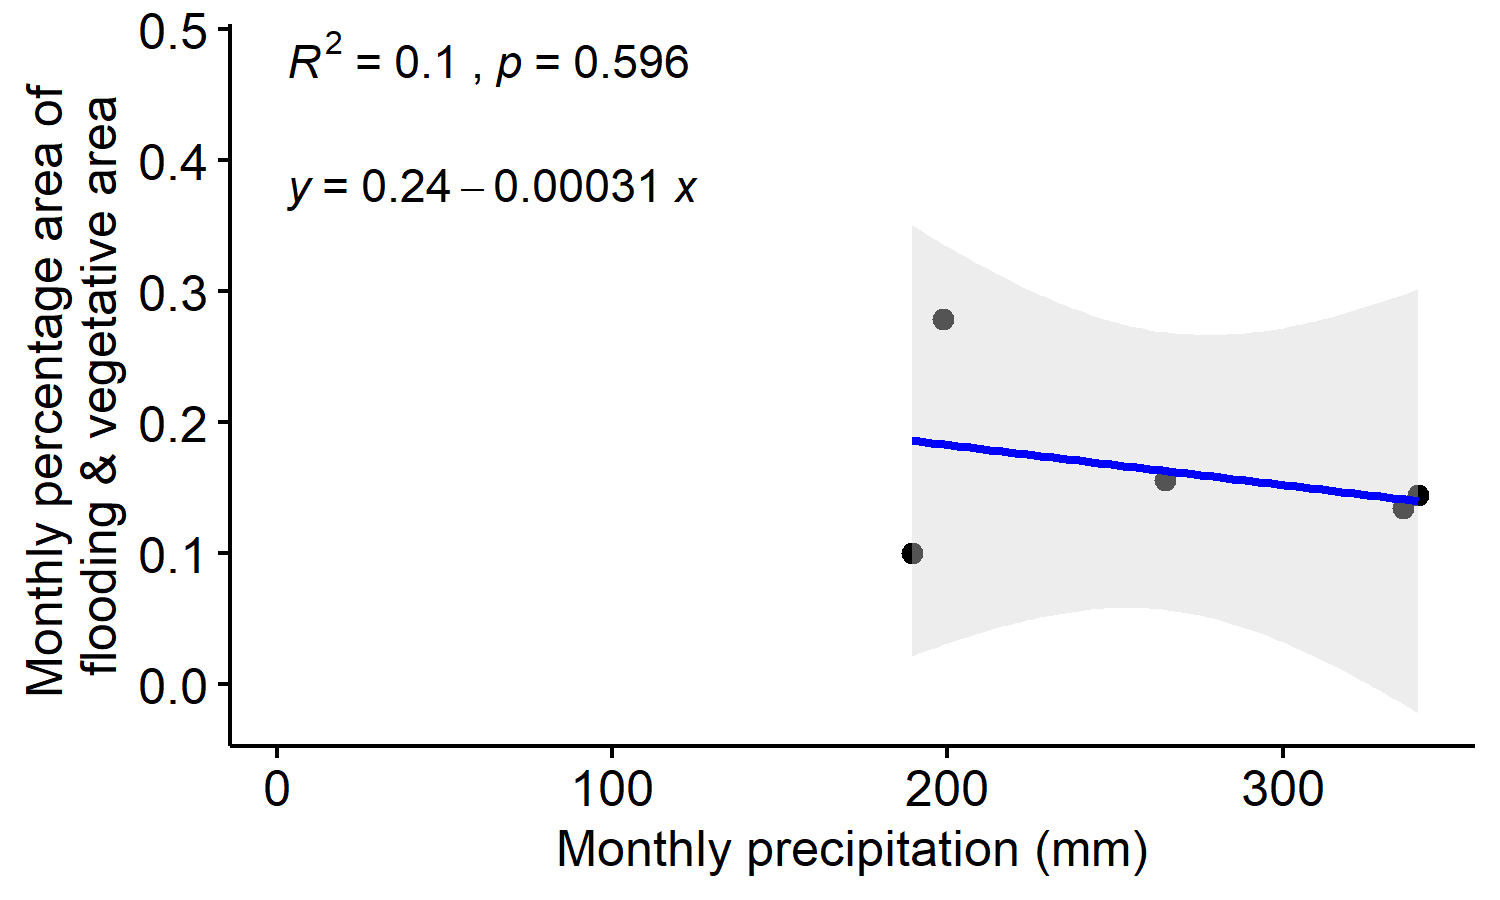 R² = 0.1 , p = 0.596
y = 0.24 – 0.00031 x
Monthly percentage area of
flooding & vegetative area
0.5
0.4
0.3
0.2
0.1
0.0
0 100 200 300
Monthly precipitation (mm)